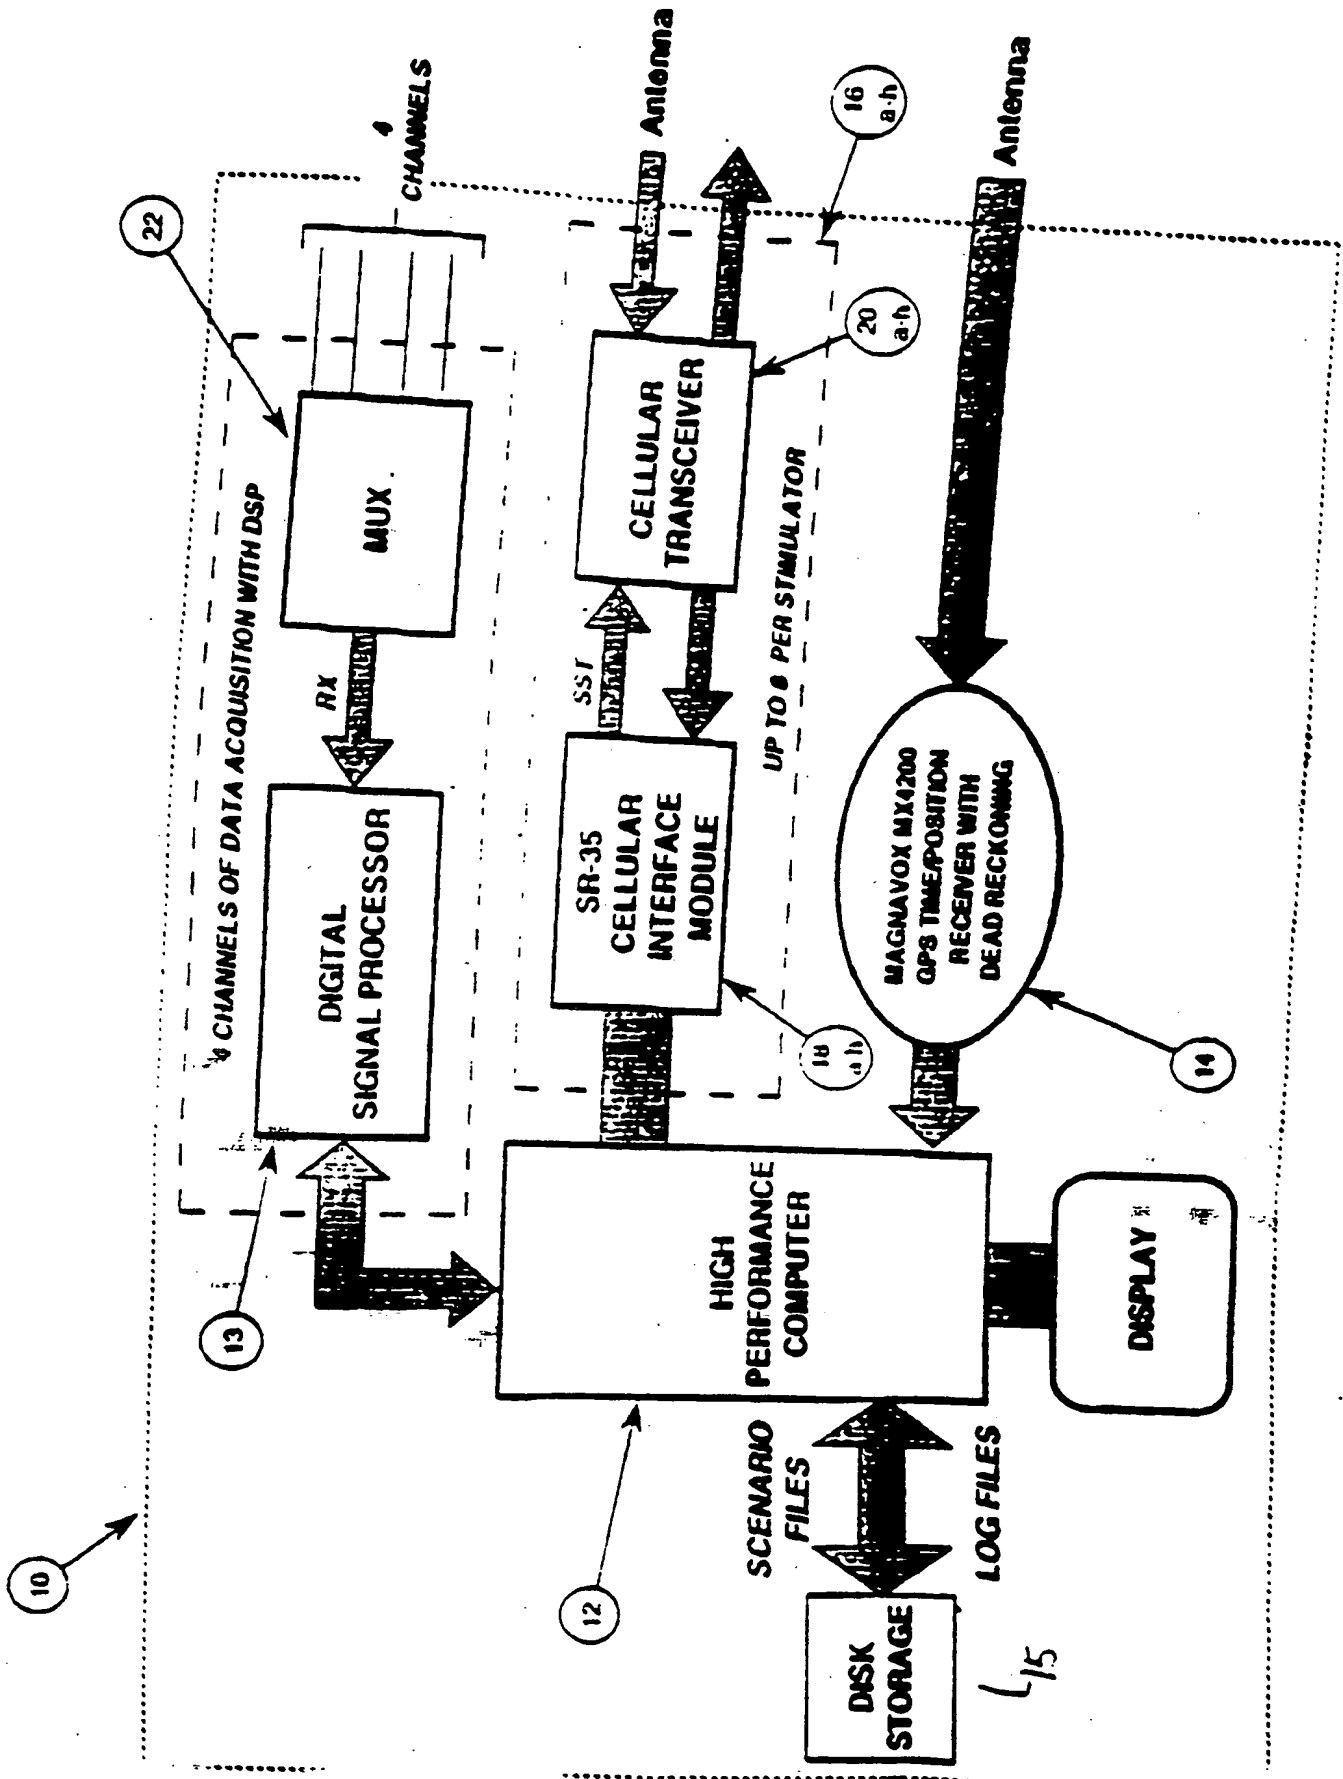 10
13
22
4 CHANNELS OF DATA ACQUISITION WITH DSP
DIGITAL
SIGNAL PROCESSOR
RX
MUX
4
CHANNELS
12
HIGH
PERFORMANCE
COMPUTER
SR-35
CELLULAR
INTERFACE
MODULE
SST
CELLULAR
TRANSCEIVER
Antenna
18
a-h
20
a-h
16
a-h
UP TO 8 PER STIMULATOR
SCENARIO
FILES
LOG FILES
DISK
STORAGE
15
DISPLAY
MAGNAVOX MX4200
GPS TIME/POSITION
RECEIVER WITH
DEAD RECKONING
14
Antenna